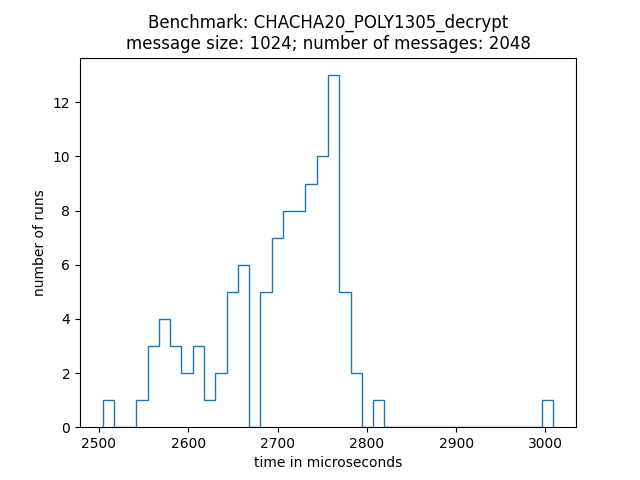 Benchmark: CHACHA20_POLY1305_decrypt
message size: 1024; number of messages: 2048
12
10
8
6
4
2
0
number of runs
2500 2600 2700 2800 2900 3000
time in microseconds